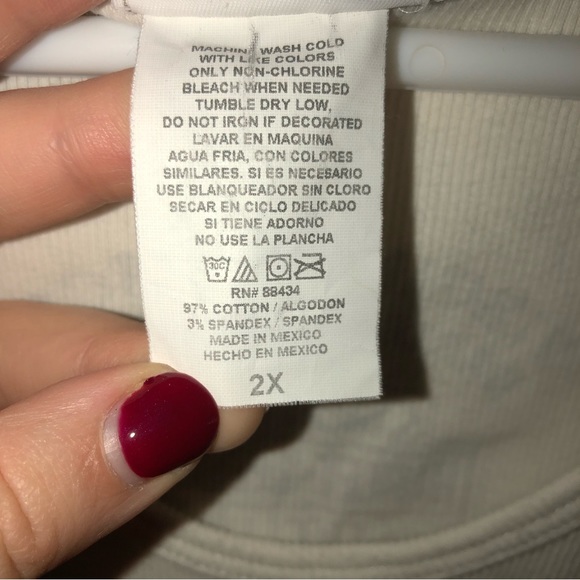 MACHINE WASH COLD
WITH LIKE COLORS
ONLY NON-CHLORINE
BLEACH WHEN NEEDED
TUMBLE DRY LOW,
DO NOT IRON IF DECORATED
LAVAR EN MAQUINA
AGUA FRIA, CON COLORES
SIMILARES. SI ES NECESARIO
USE BLANQUEADOR SIN CLORO
SECAR EN CICLO DELICADO
SI TIENE ADORNO
NO USE LA PLANCHA
30C
RN# 88434
97% COTTON / ALGODON
3% SPANDEX / SPANDEX
MADE IN MEXICO
HECHO EN MEXICO
2X